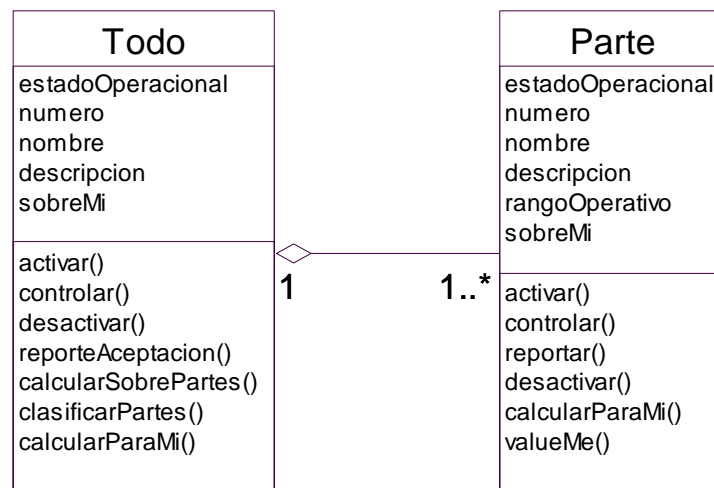 Todo
estadoOperacional
numero
nombre
descripcion
sobreMi
activar()
controlar()
desactivar()
reporteAceptacion()
calcularSobrePartes()
clasificarPartes()
calcularParaMi()
1
1..*
Parte
estadoOperacional
numero
nombre
descripcion
rangoOperativo
sobreMi
activar()
controlar()
reportar()
desactivar()
calcularParaMi()
valueMe()